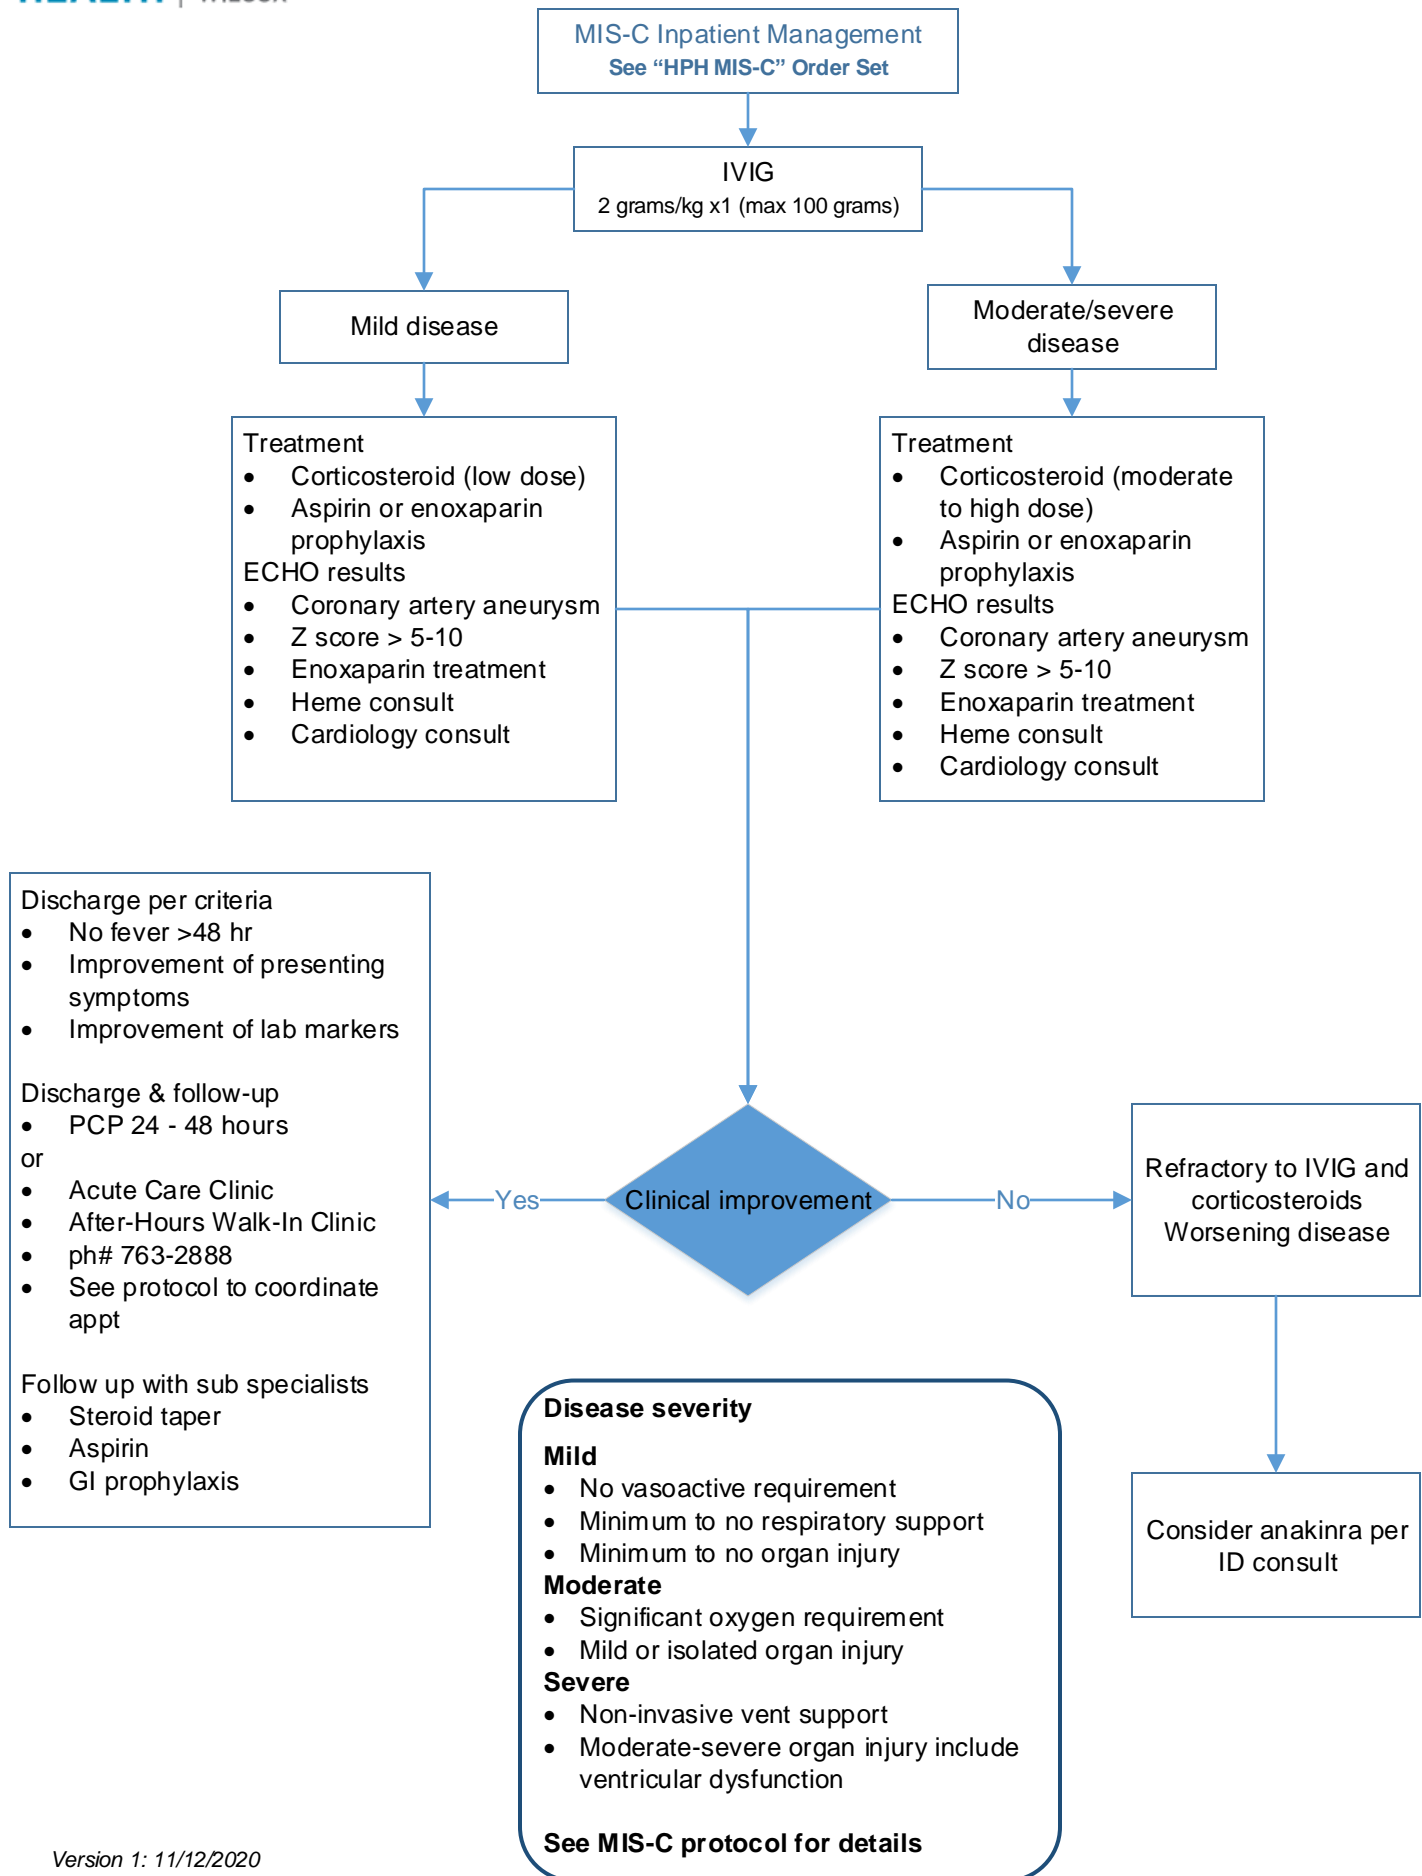 MIS-C Inpatient Management
See “HPH MIS-C” Order Set
IVIG
2 grams/kg x1 (max 100 grams)
Mild disease
Moderate/severe
disease
Treatment
• Corticosteroid (low dose)
• Aspirin or enoxaparin
prophylaxis
ECHO results
• Coronary artery aneurysm
• Z score > 5-10
• Enoxaparin treatment
• Heme consult
• Cardiology consult
Treatment
• Corticosteroid (moderate
to high dose)
• Aspirin or enoxaparin
prophylaxis
ECHO results
• Coronary artery aneurysm
• Z score > 5-10
• Enoxaparin treatment
• Heme consult
• Cardiology consult
Discharge per criteria
• No fever >48 hr
• Improvement of presenting
symptoms
• Improvement of lab markers
Discharge & follow-up
• PCP 24 - 48 hours
or
• Acute Care Clinic
• After-Hours Walk-In Clinic
• ph# 763-2888
• See protocol to coordinate
appt
Follow up with sub specialists
• Steroid taper
• Aspirin
• GI prophylaxis
Yes
Clinical improvement
No
Refractory to IVIG and
corticosteroids
Worsening disease
Consider anakinra per
ID consult
Disease severity
Mild
• No vasoactive requirement
• Minimum to no respiratory support
• Minimum to no organ injury
Moderate
• Significant oxygen requirement
• Mild or isolated organ injury
Severe
• Non-invasive vent support
• Moderate-severe organ injury include
ventricular dysfunction
See MIS-C protocol for details
Version 1: 11/12/2020